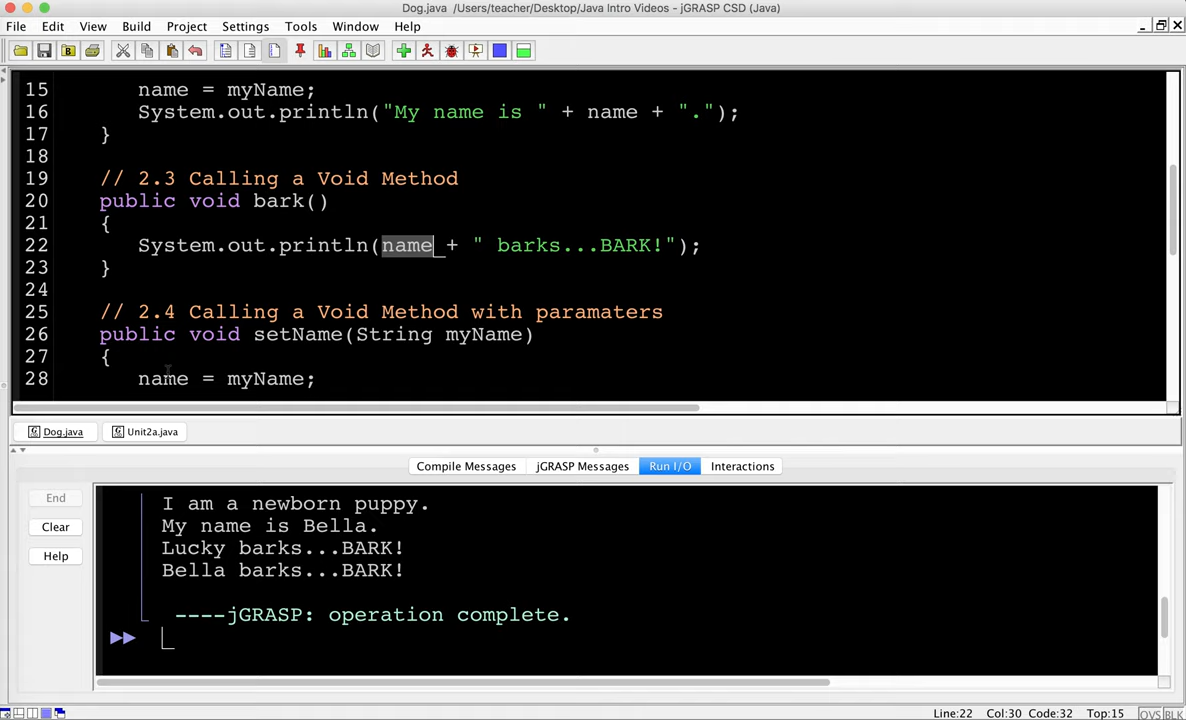 Dog.java /Users/teacher/Desktop/Java Intro Videos - jGRASP CSD (Java)
File Edit View Build Project Settings Tools Window Help
15 name = myName;
16 System.out.println("My name is " + name + ".");
17 }
18
19 // 2.3 Calling a Void Method
20 public void bark()
21 {
22 System.out.println(name + " barks...BARK!");
23 }
24
25 // 2.4 Calling a Void Method with paramaters
26 public void setName(String myName)
27 {
28 name = myName;
Dog.java Unit2a.java
Compile Messages jGRASP Messages Run I/O Interactions
End
Clear
Help
I am a newborn puppy.
My name is Bella.
Lucky barks...BARK!
Bella barks...BARK!
----jGRASP: operation complete.
Line:22 Col:30 Code:32 Top:15 OVS BLK